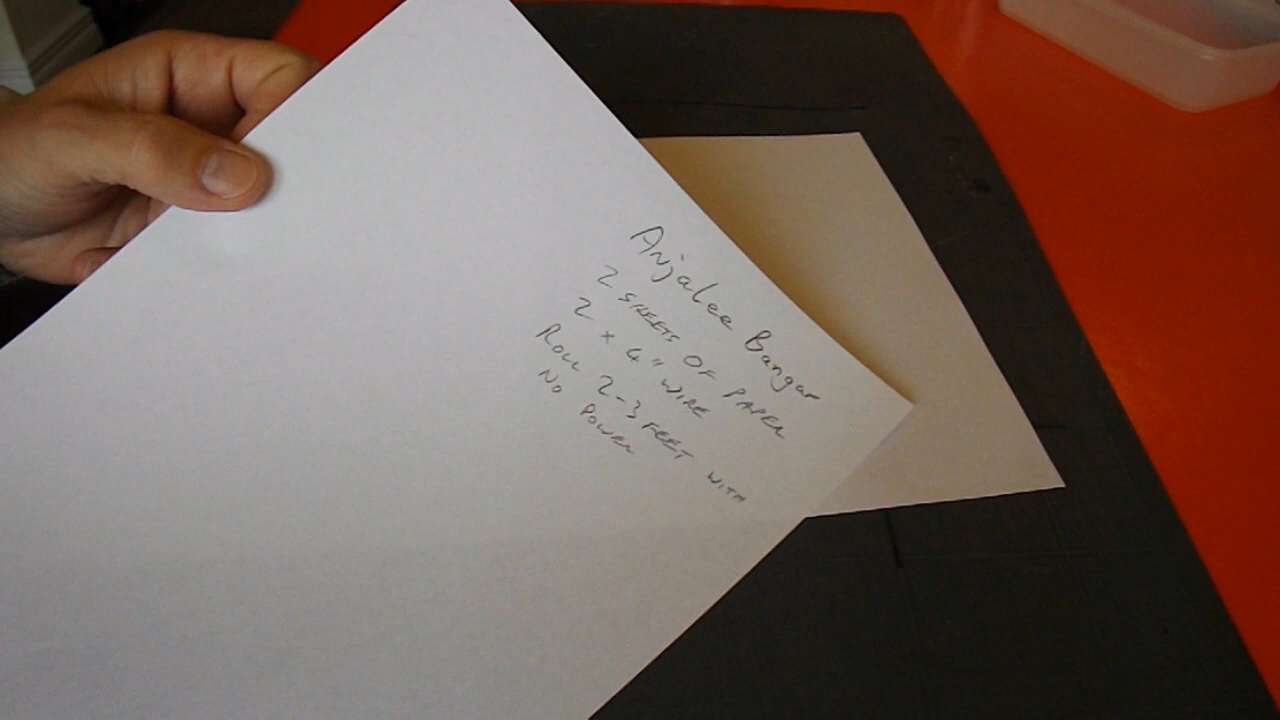 Anjalee Bangar
2 SHEETS OF PAPER
2 x 4" WIRE
ROLL 2-3 FEET WITH
NO POWER